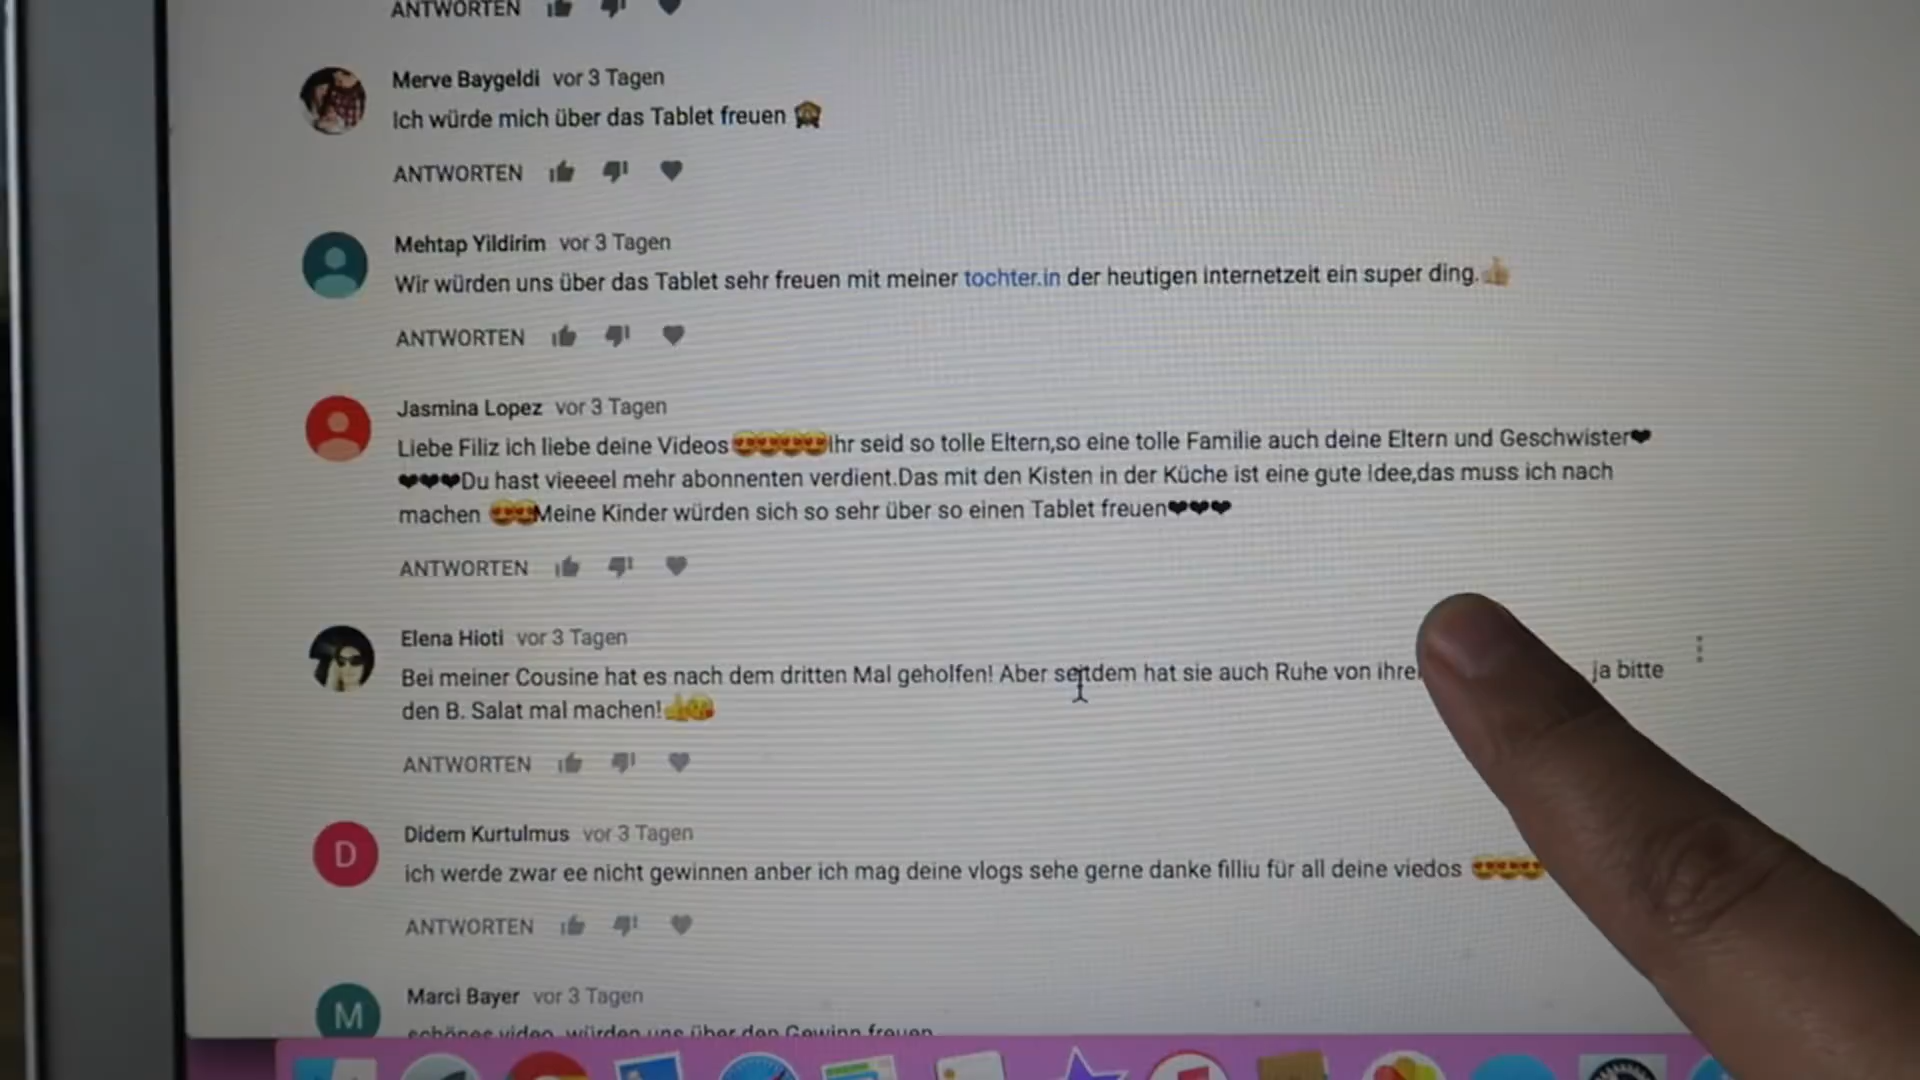 ANTWORTEN
Merve Baygeldi vor 3 Tagen
Ich würde mich über das Tablet freuen 🙈
ANTWORTEN
Mehtap Yildirim vor 3 Tagen
Wir würden uns über das Tablet sehr freuen mit meiner tochter.in der heutigen internetzeit ein super ding.👍
ANTWORTEN
Jasmina Lopez vor 3 Tagen
Liebe Filiz ich liebe deine Videos😍😍😍😍Ihr seid so tolle Eltern,so eine tolle Familie auch deine Eltern und Geschwister❤
❤❤❤Du hast vieeeel mehr abonnenten verdient.Das mit den Kisten in der Küche ist eine gute Idee,das muss ich nach
machen 😍😍Meine Kinder würden sich so sehr über so einen Tablet freuen❤❤❤
ANTWORTEN
Elena Hioti vor 3 Tagen
Bei meiner Cousine hat es nach dem dritten Mal geholfen! Aber seitdem hat sie auch Ruhe von ja bitte
den B. Salat mal machen!👍😘
ANTWORTEN
D
Didem Kurtulmus vor 3 Tagen
ich werde zwar ee nicht gewinnen anber ich mag deine vlogs sehe gerne danke filliu für all deine viedos 😍😍😍
ANTWORTEN
M
Marci Bayer vor 3 Tagen
schönes video, würden uns über den Gewinn freuen